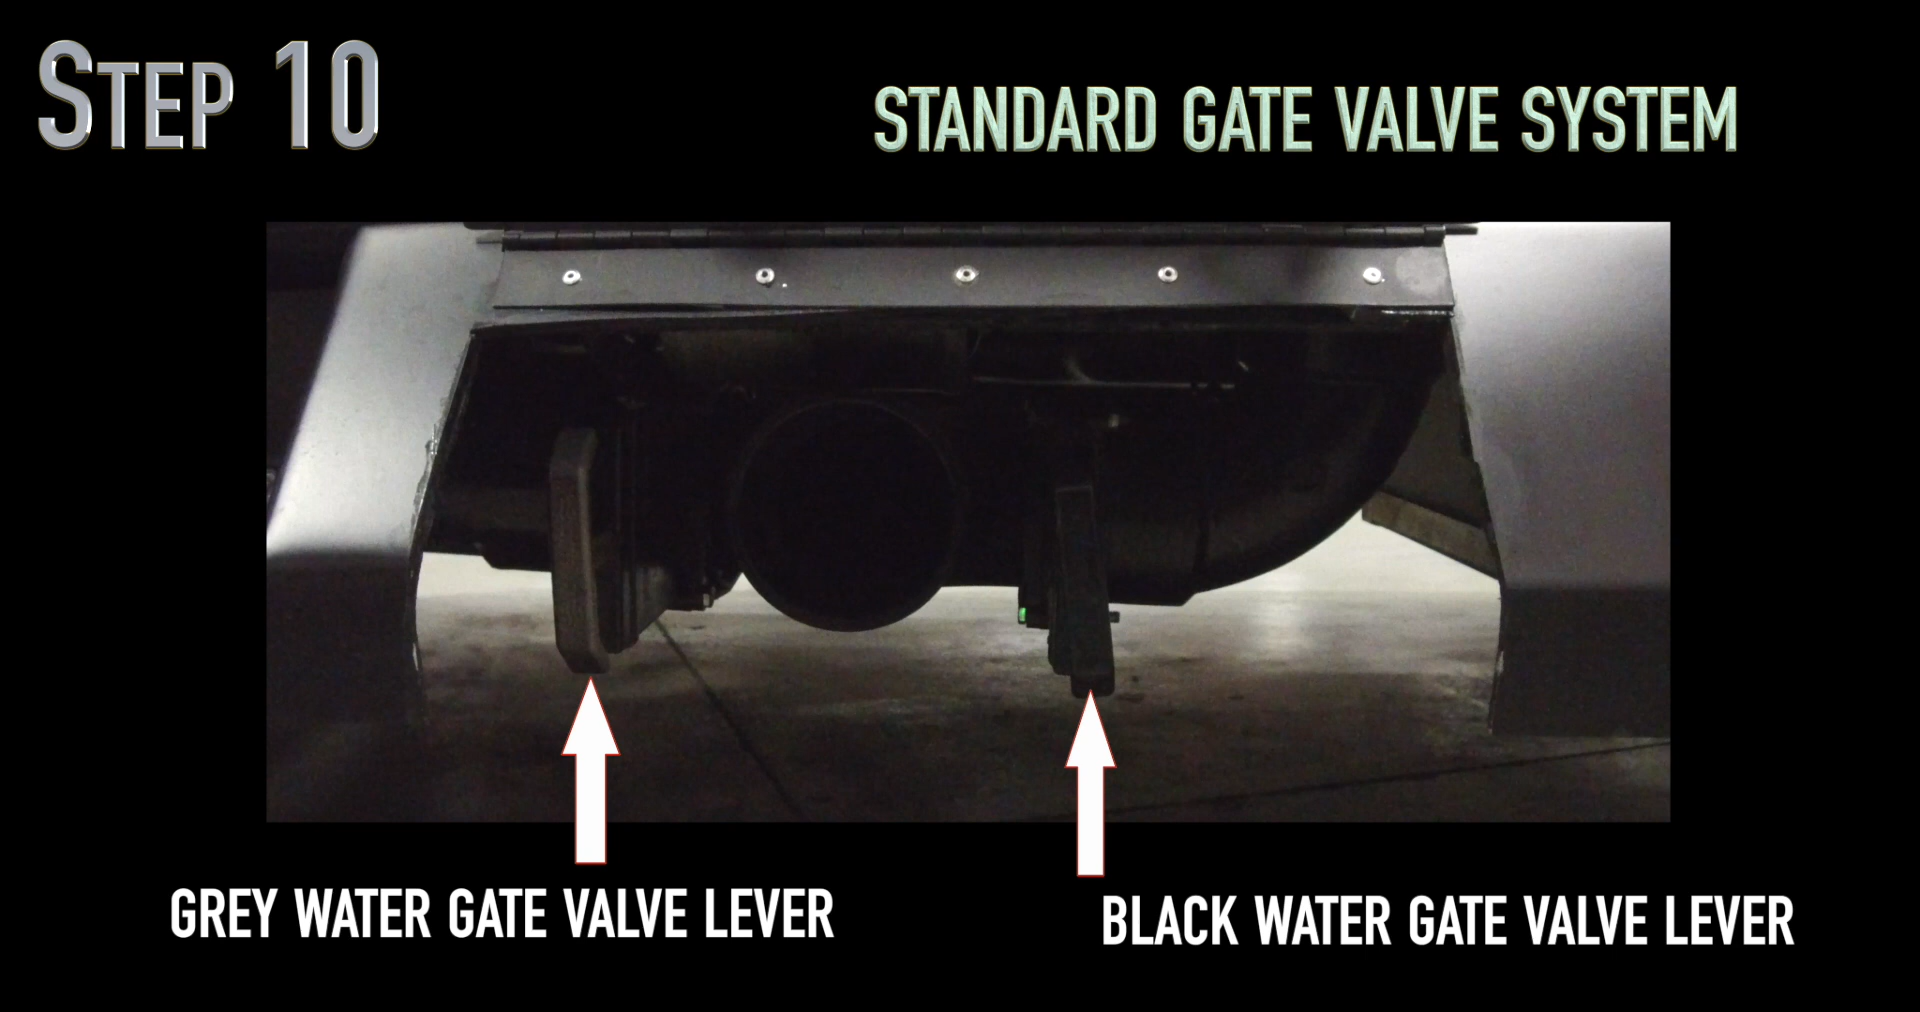 STEP 10
STANDARD GATE VALVE SYSTEM
GREY WATER GATE VALVE LEVER
BLACK WATER GATE VALVE LEVER